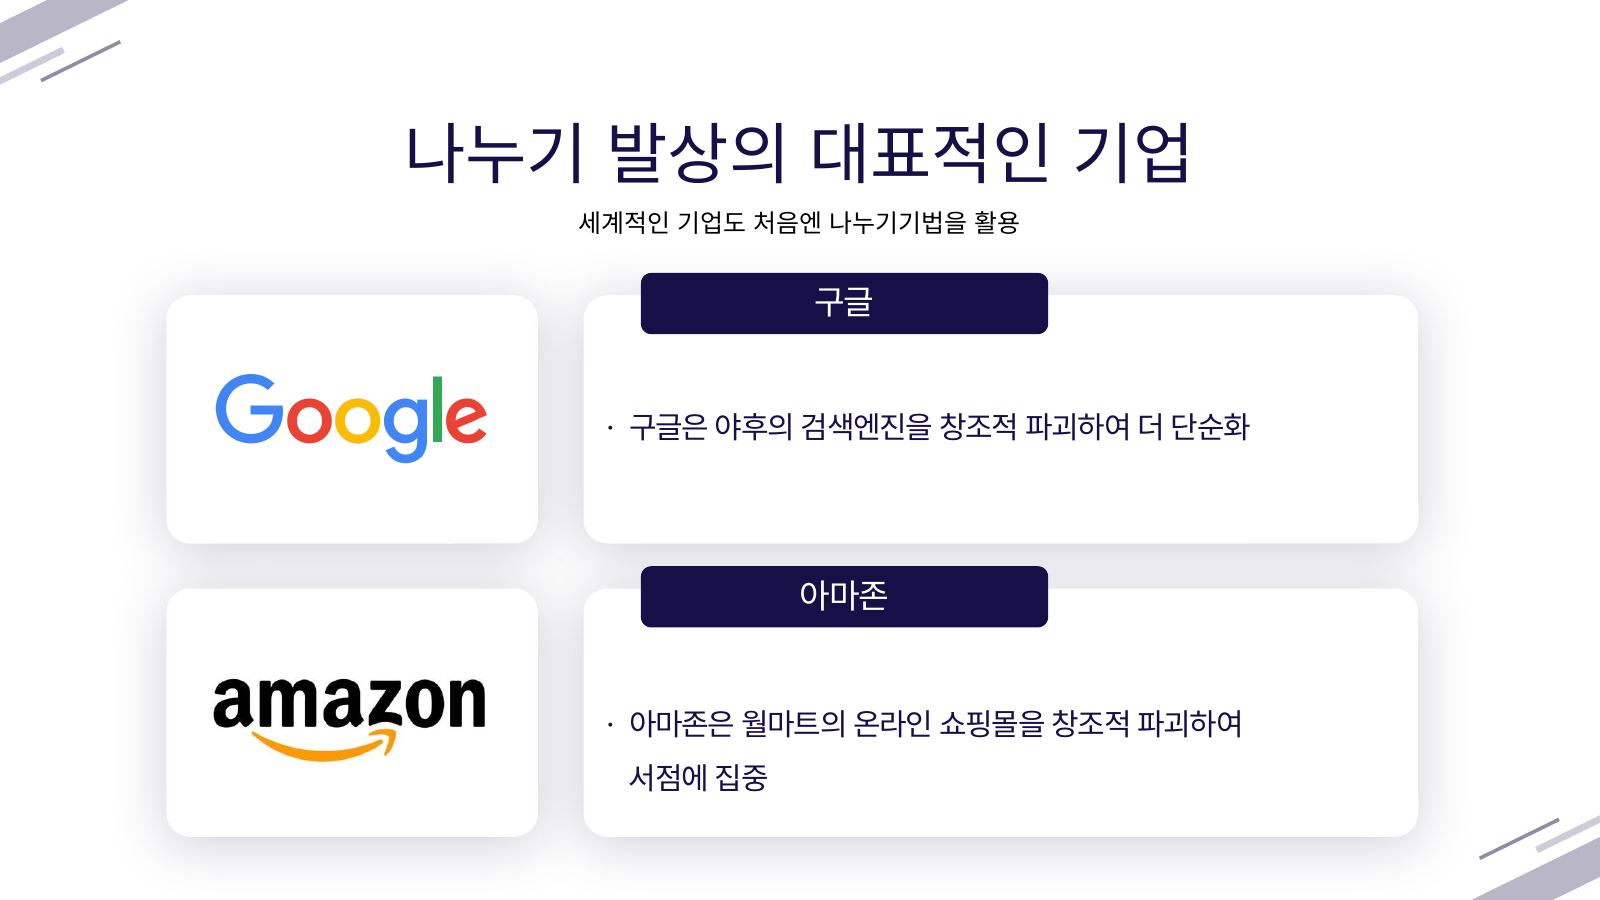 나누기 발상의 대표적인 기업
세계적인 기업도 처음엔 나누기기법을 활용
Google
구글
· 구글은 야후의 검색엔진을 창조적 파괴하여 더 단순화
amazon
아마존
· 아마존은 월마트의 온라인 쇼핑몰을 창조적 파괴하여
서점에 집중